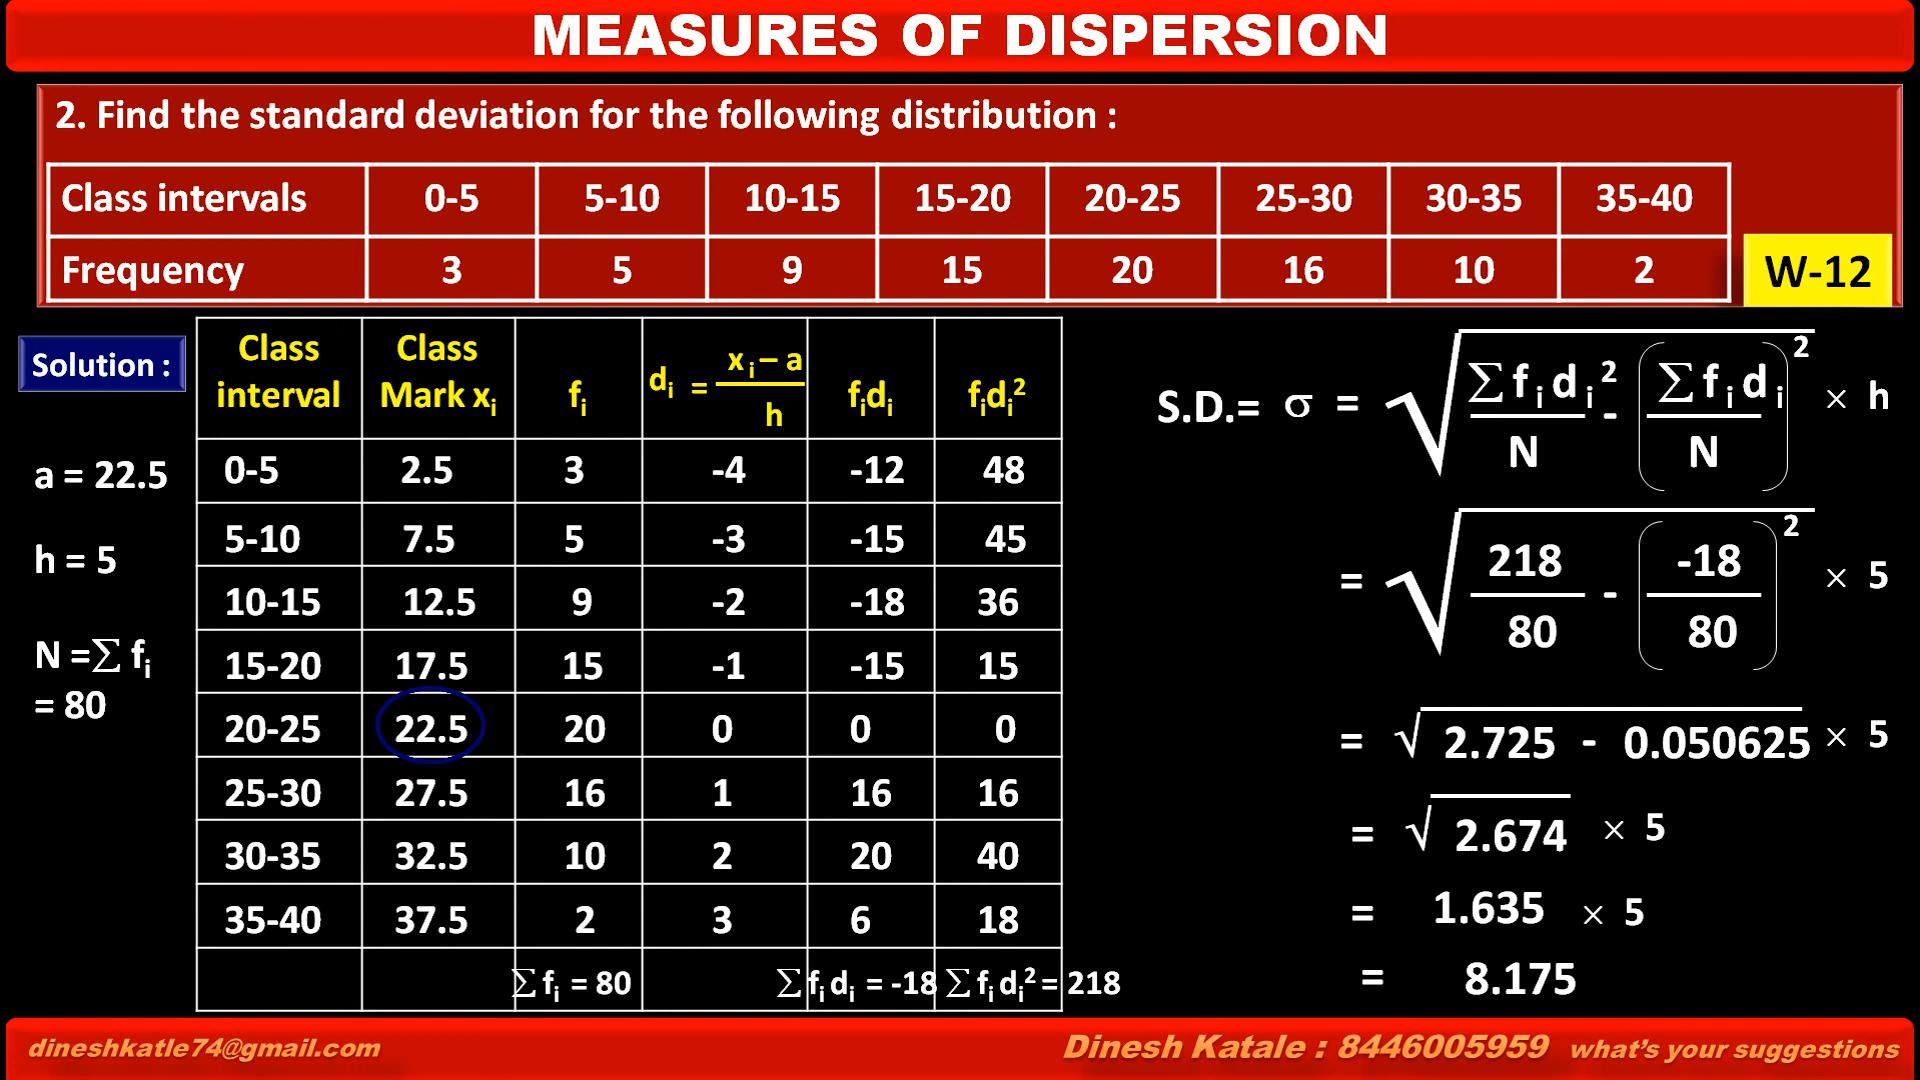 MEASURES OF DISPERSION
2. Find the standard deviation for the following distribution :
Class intervals 0-5 5-10 10-15 15-20 20-25 25-30 30-35 35-40
Frequency 3 5 9 15 20 16 10 2
W-12
Solution :
a = 22.5
h = 5
N =∑ fᵢ
= 80
Class interval Class Mark xᵢ fᵢ dᵢ = (xᵢ – a)/h fᵢdᵢ fᵢdᵢ²
0-5 2.5 3 -4 -12 48
5-10 7.5 5 -3 -15 45
10-15 12.5 9 -2 -18 36
15-20 17.5 15 -1 -15 15
20-25 22.5 20 0 0 0
25-30 27.5 16 1 16 16
30-35 32.5 10 2 20 40
35-40 37.5 2 3 6 18
∑ fᵢ = 80 ∑ fᵢ dᵢ = -18 ∑ fᵢ dᵢ² = 218
S.D.= σ = √(∑ fᵢ dᵢ²/N - (∑ fᵢ dᵢ/N)²) × h
= √(218/80 - (-18/80)²) × 5
= √(2.725 - 0.050625) × 5
= √2.674 × 5
= 1.635 × 5
= 8.175
dineshkatle74@gmail.com
Dinesh Katale : 8446005959 what's your suggestions